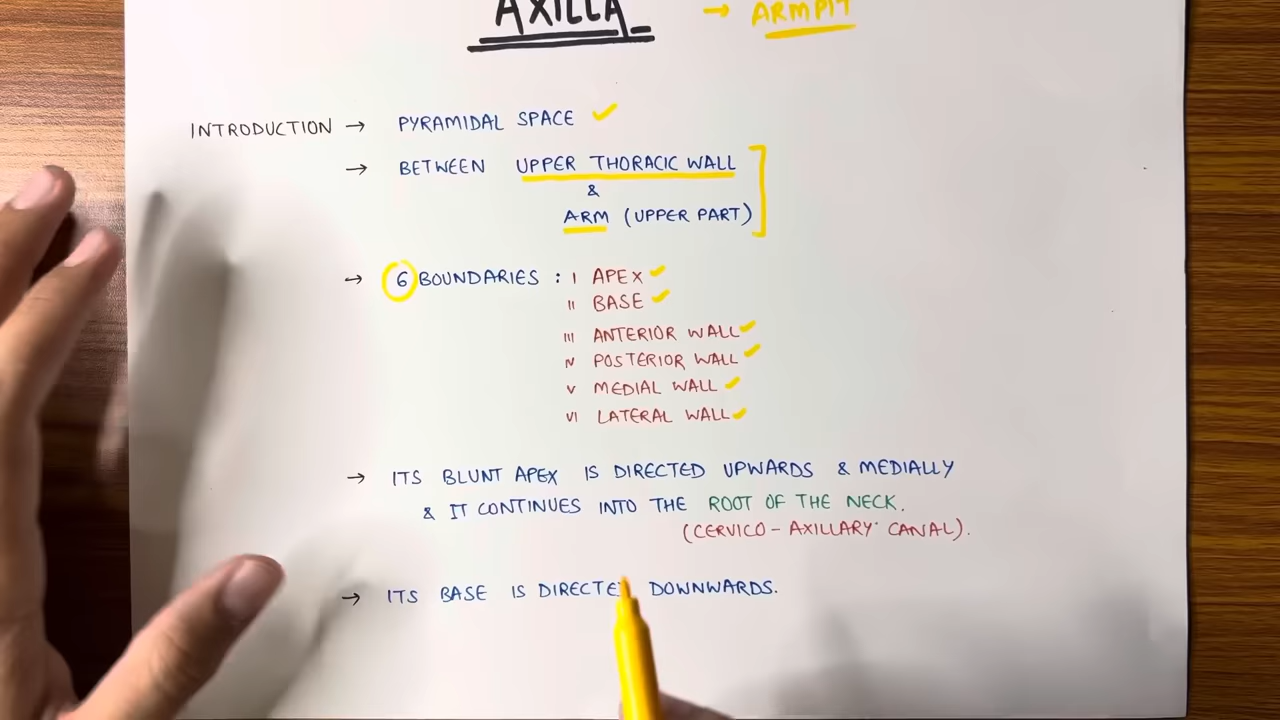 AXILLA → ARMPIT
INTRODUCTION → PYRAMIDAL SPACE
→ BETWEEN UPPER THORACIC WALL
&
ARM (UPPER PART)
→ 6 BOUNDARIES : I APEX
II BASE
III ANTERIOR WALL
IV POSTERIOR WALL
V MEDIAL WALL
VI LATERAL WALL
→ ITS BLUNT APEX IS DIRECTED UPWARDS & MEDIALLY
& IT CONTINUES INTO THE ROOT OF THE NECK.
(CERVICO-AXILLARY CANAL).
→ ITS BASE IS DIRECTED DOWNWARDS.